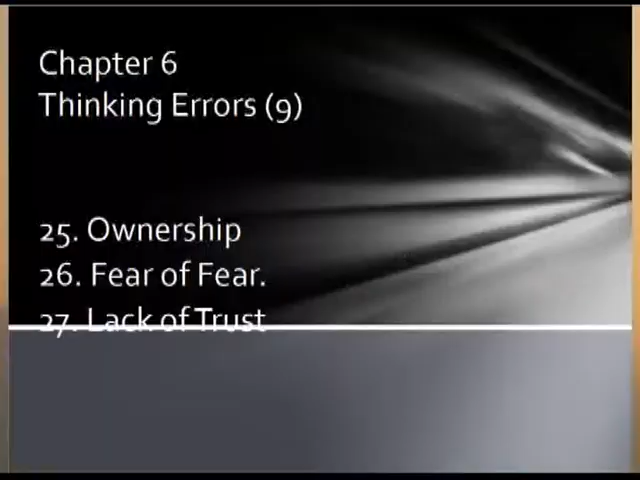 Chapter 6
Thinking Errors (9)
25. Ownership
26. Fear of Fear.
27. Lack of Trust